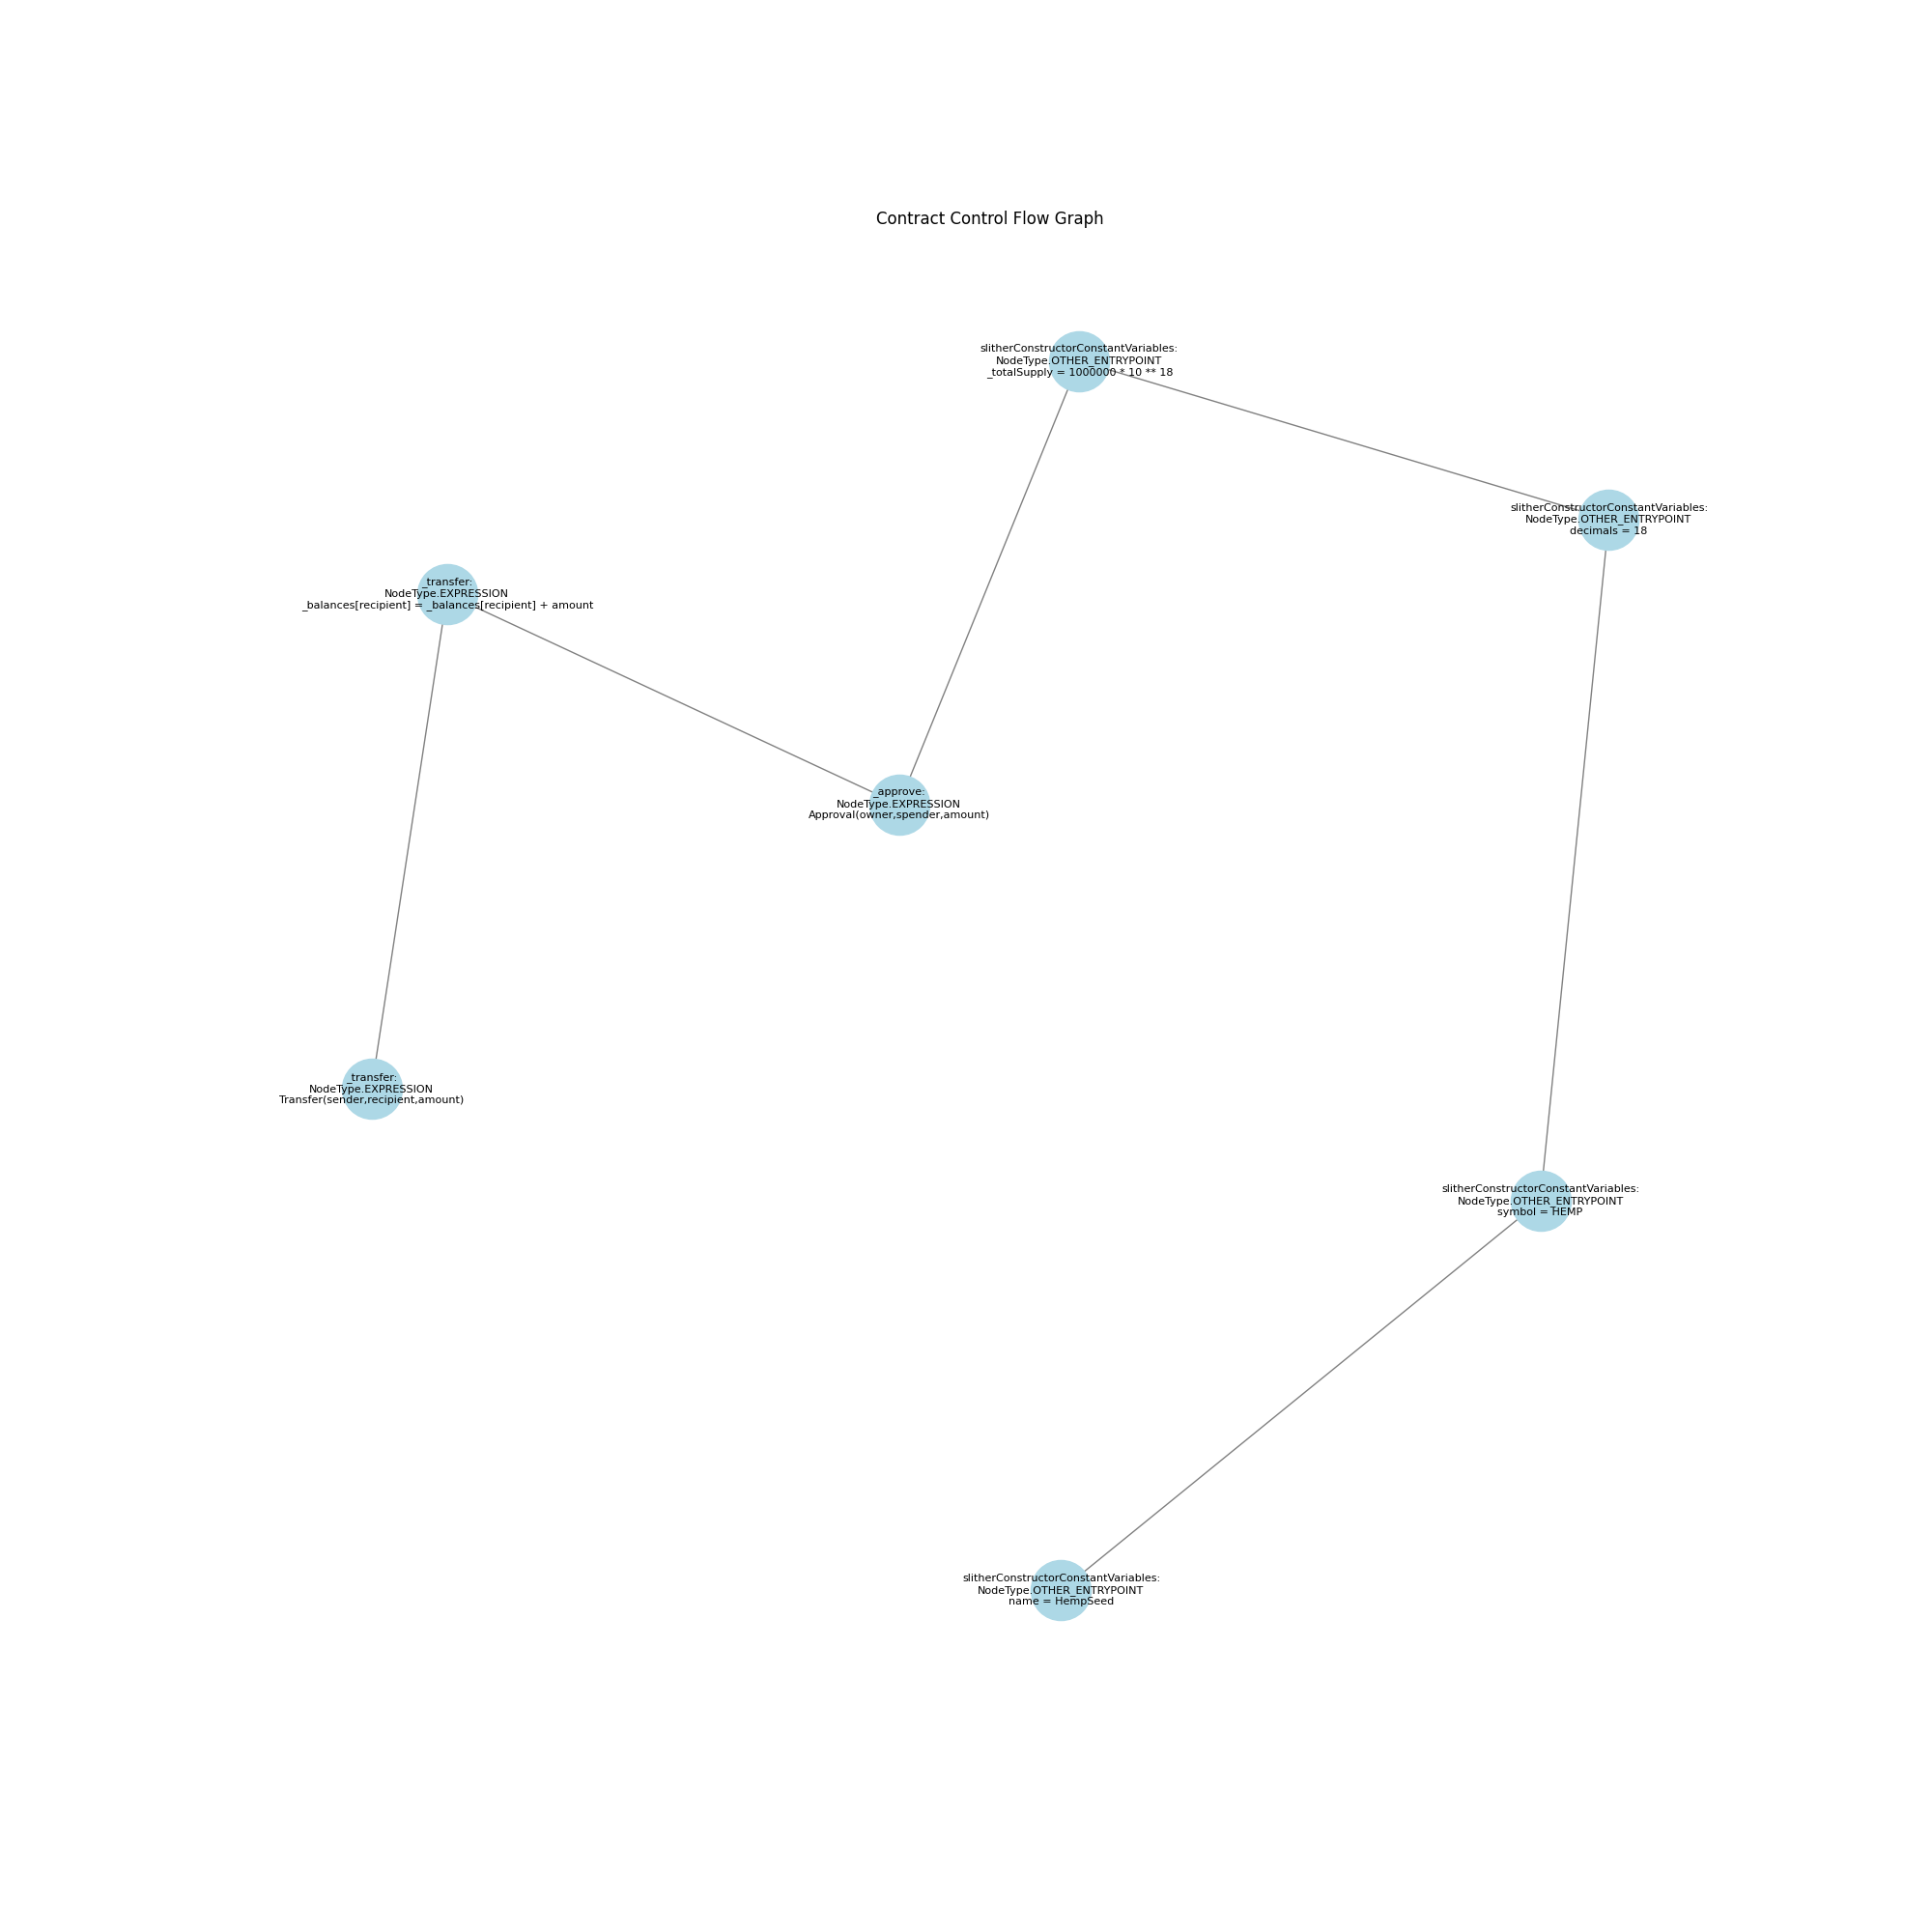 Contract Control Flow Graph
slitherConstructorConstantVariables:
NodeType.OTHER_ENTRYPOINT
_totalSupply = 1000000 * 10 ** 18
slitherConstructorConstantVariables:
NodeType.OTHER_ENTRYPOINT
decimals = 18
_transfer:
NodeType.EXPRESSION
_balances[recipient] = _balances[recipient] + amount
_approve:
NodeType.EXPRESSION
Approval(owner,spender,amount)
_transfer:
NodeType.EXPRESSION
Transfer(sender,recipient,amount)
slitherConstructorConstantVariables:
NodeType.OTHER_ENTRYPOINT
symbol = HEMP
slitherConstructorConstantVariables:
NodeType.OTHER_ENTRYPOINT
name = HempSeed